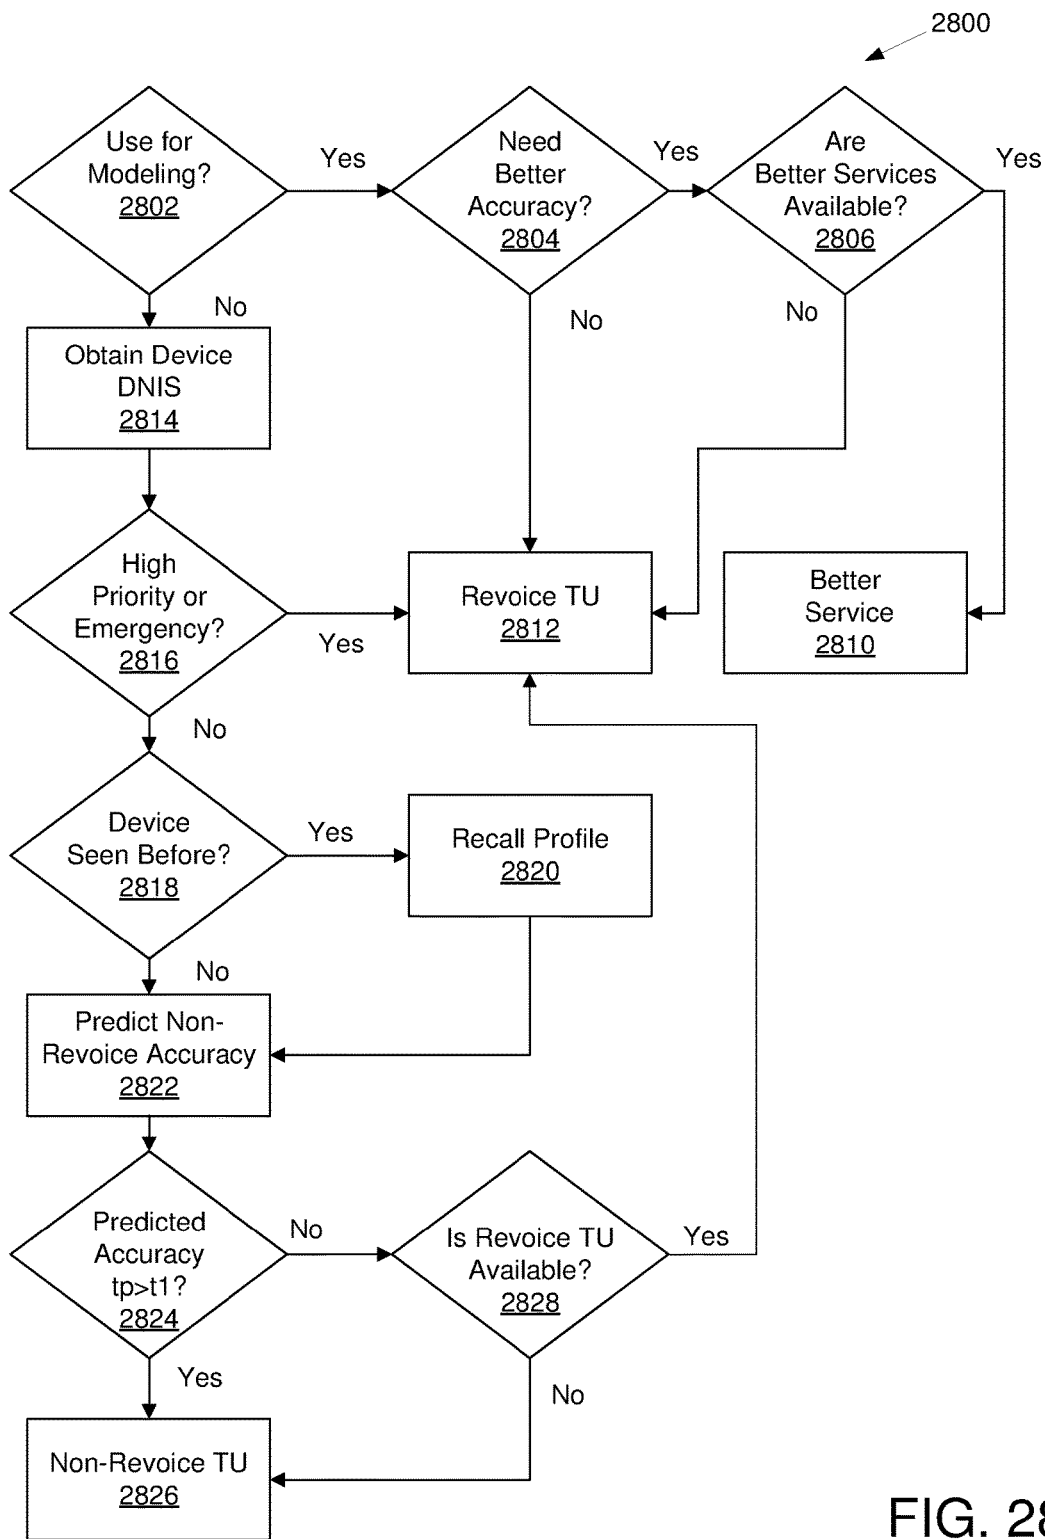 2800
Use for
Modeling?
2802
Yes
Need
Better
Accuracy?
2804
Yes
Are
Better Services
Available?
2806
Yes
No
No
No
Obtain Device
DNIS
2814
High
Priority or
Emergency?
2816
Yes
Revoice TU
2812
Better
Service
2810
No
Device
Seen Before?
2818
Yes
Recall Profile
2820
No
Predict Non-
Revoice Accuracy
2822
Predicted
Accuracy
tp>t1?
2824
No
Is Revoice TU
Available?
2828
Yes
Yes
No
Non-Revoice TU
2826
FIG. 28